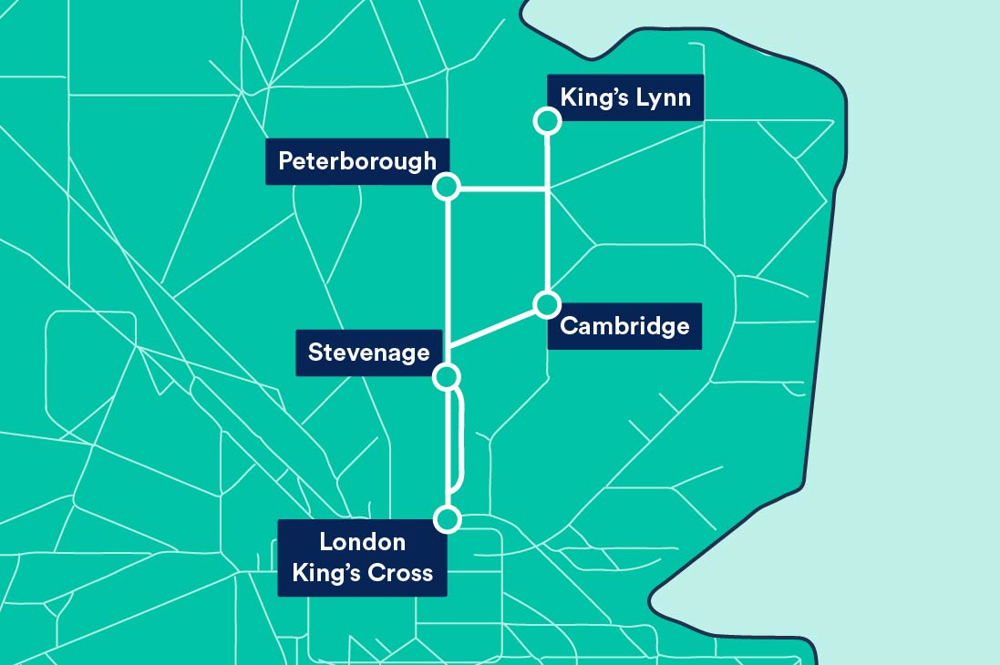 King’s Lynn
Peterborough
Cambridge
Stevenage
London
King’s Cross